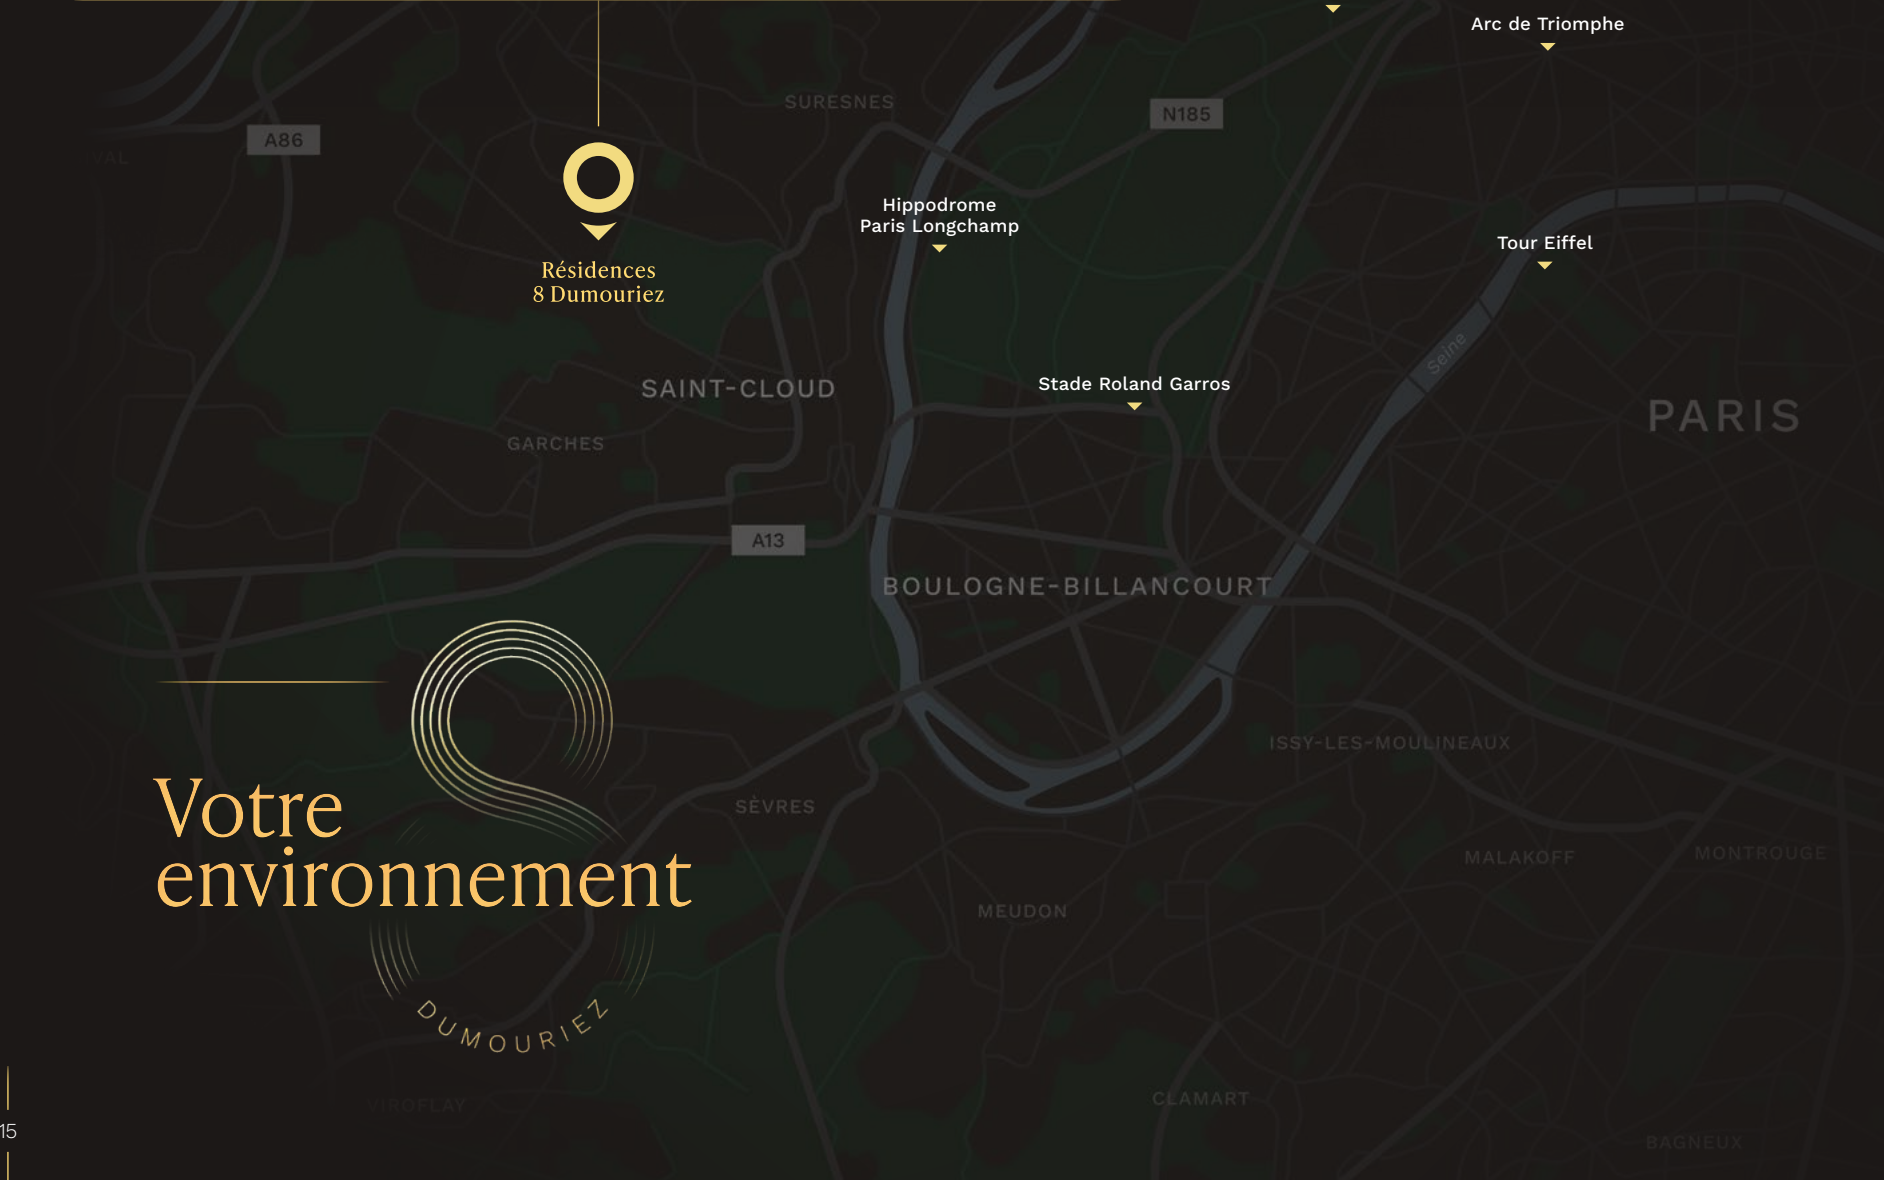 Arc de Triomphe
SURESNES
N185
A86
VAL
Hippodrome
Paris Longchamp
Tour Eiffel
Résidences
8 Dumouriez
Seine
Stade Roland Garros
SAINT-CLOUD
PARIS
GARCHES
A13
BOULOGNE-BILLANCOURT
ISSY-LES-MOULINEAUX
Votre
environnement
SÈVRES
MALAKOFF
MONTROUGE
MEUDON
8
DUMOURIEZ
VIROFLAY
CLAMART
15
BAGNEUX